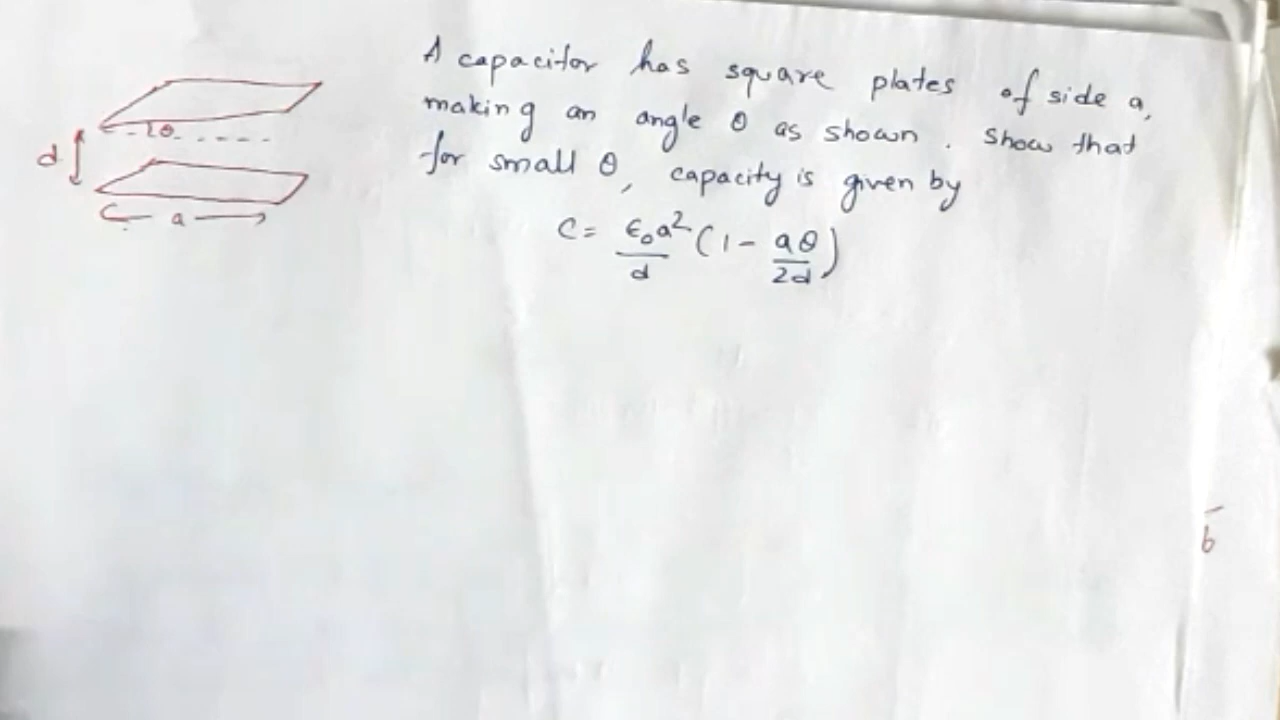 A capacitor has square plates of side a,
making an angle θ as shown. Show that
for small θ, capacity is given by
C = ε₀a²/d (1 - aθ/2d)
θ
d
a
b